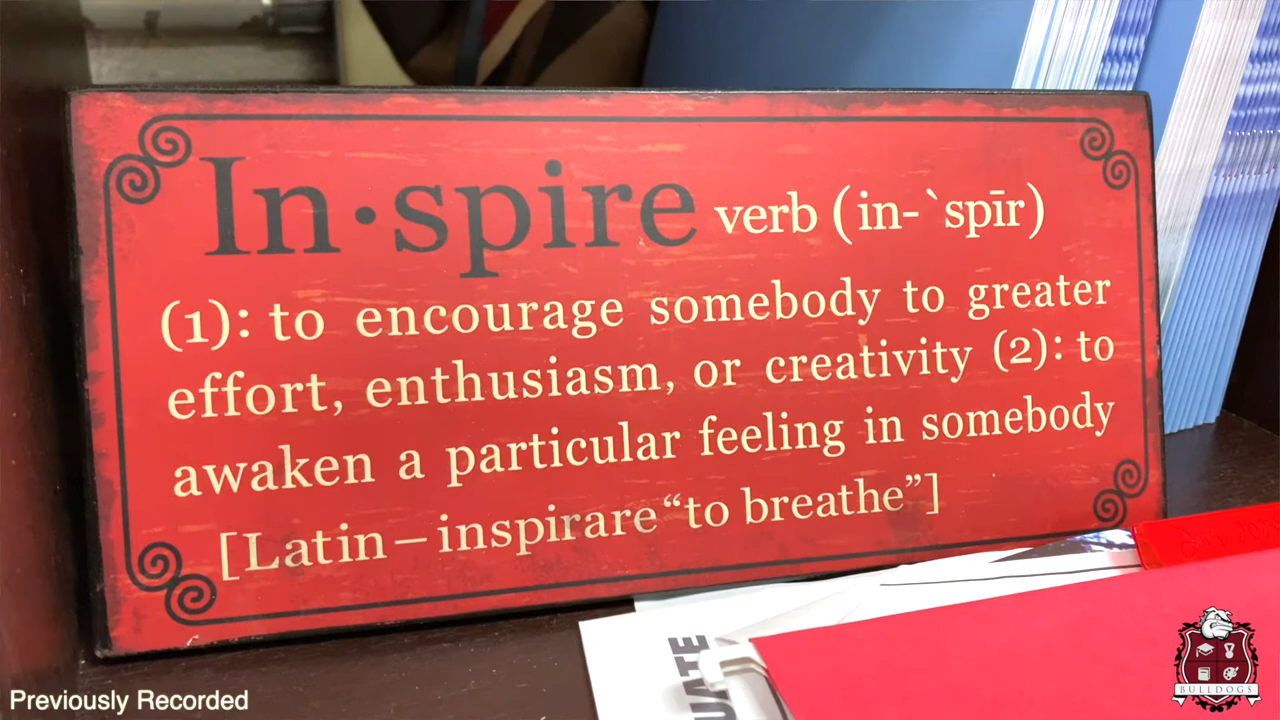 In·spire verb (in-`spīr)
(1): to encourage somebody to greater
effort, enthusiasm, or creativity (2): to
awaken a particular feeling in somebody
[Latin – inspirare “to breathe”]
UATE
Previously Recorded
BULLDOGS